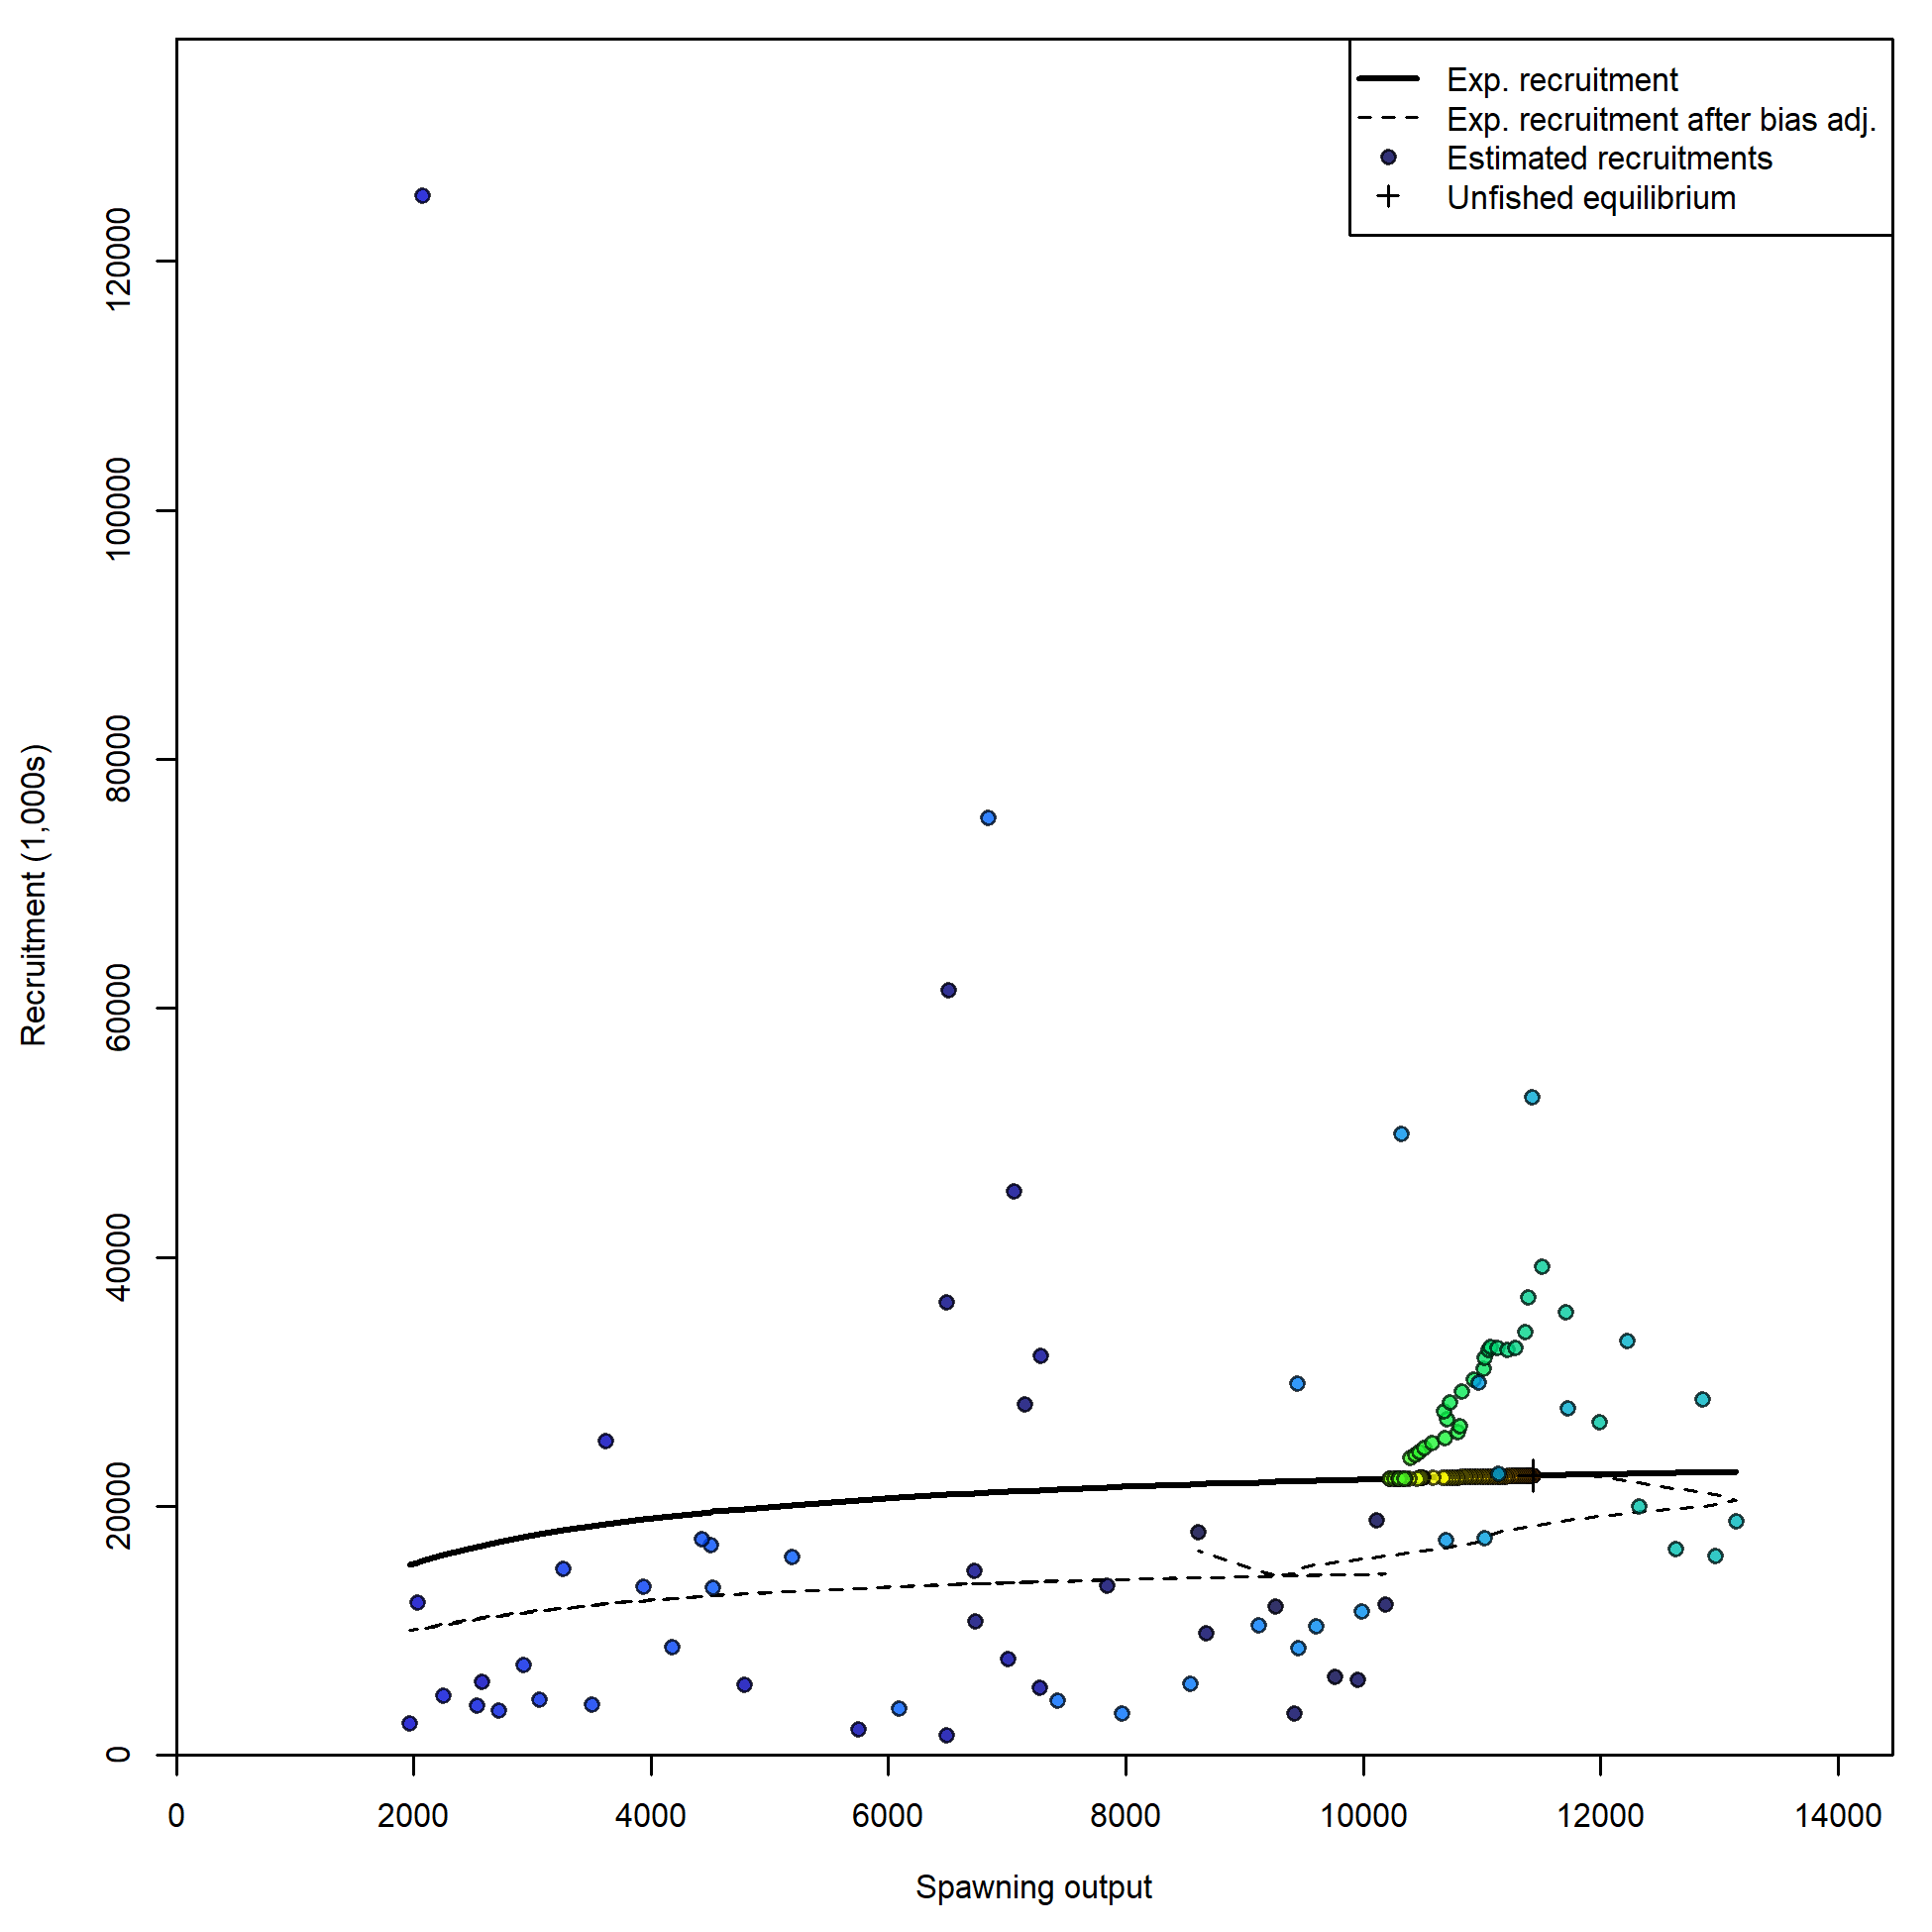 Exp. recruitment
Exp. recruitment after bias adj.
Estimated recruitments
Unfished equilibrium
Recruitment (1,000s)
120000
100000
80000
60000
40000
20000
0
0 2000 4000 6000 8000 10000 12000 14000
Spawning output